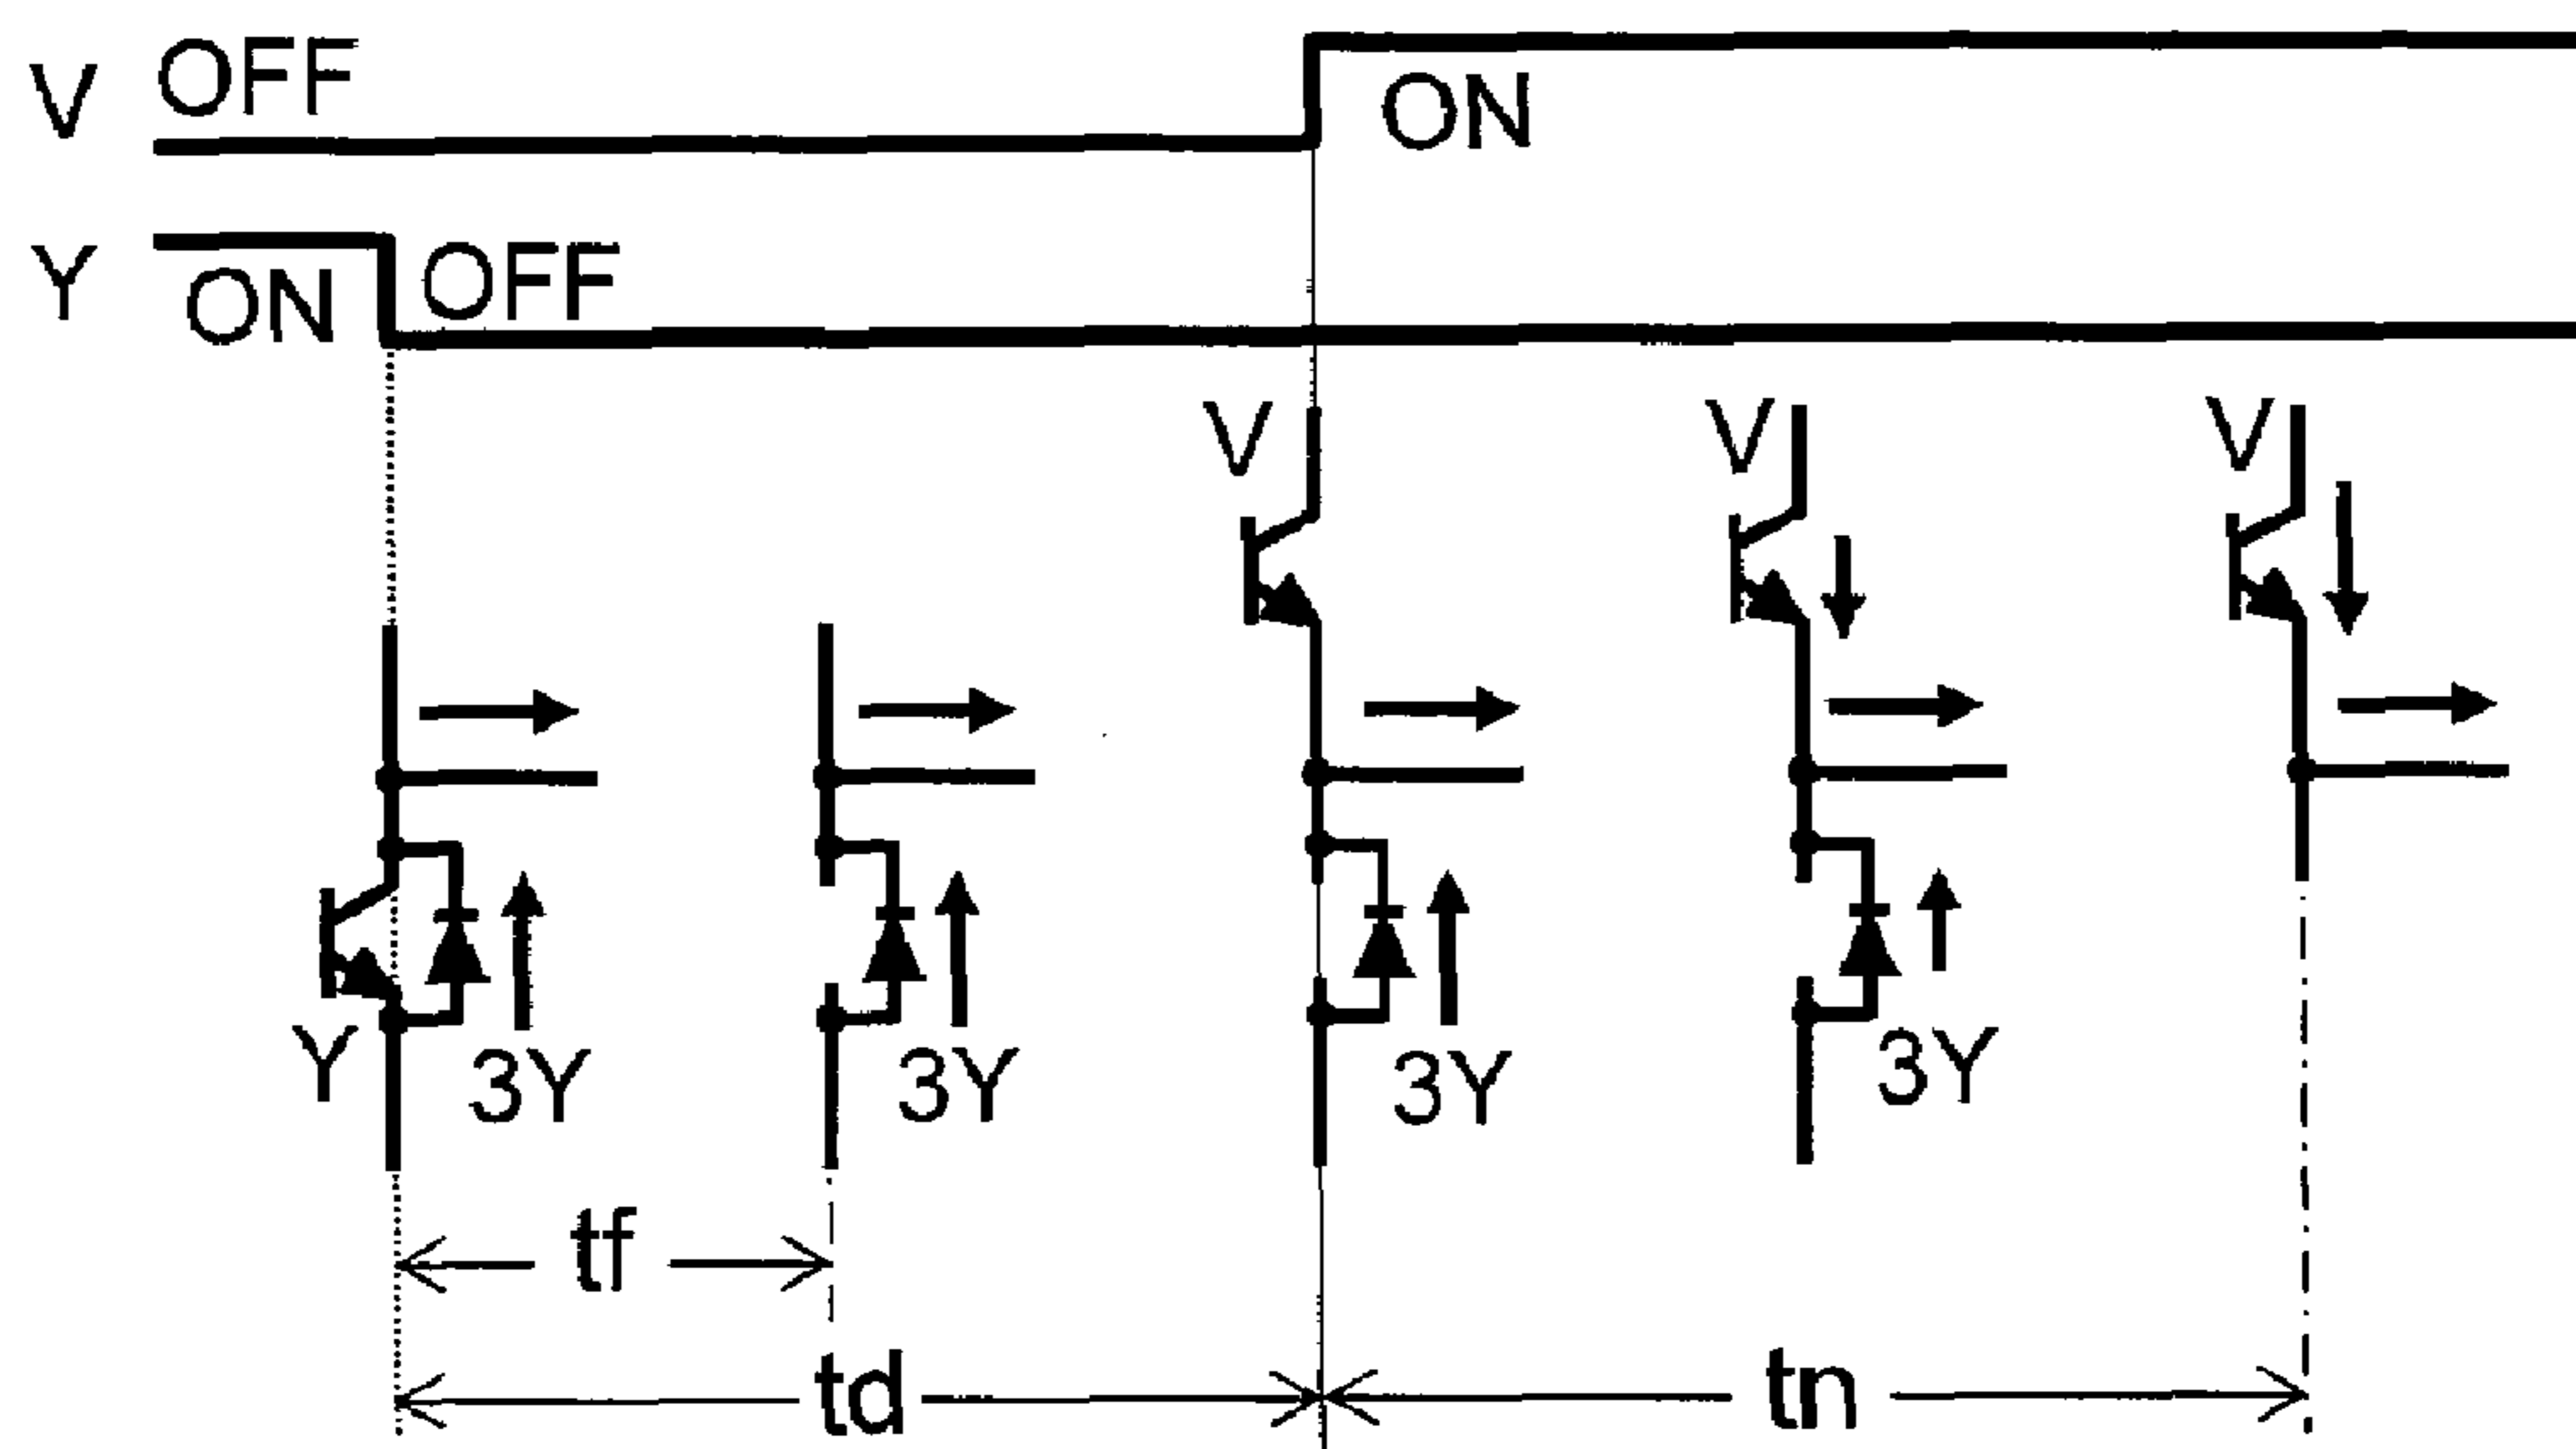 V OFF
ON
Y ON OFF
V V V
Y 3Y 3Y 3Y 3Y
tf
td tn